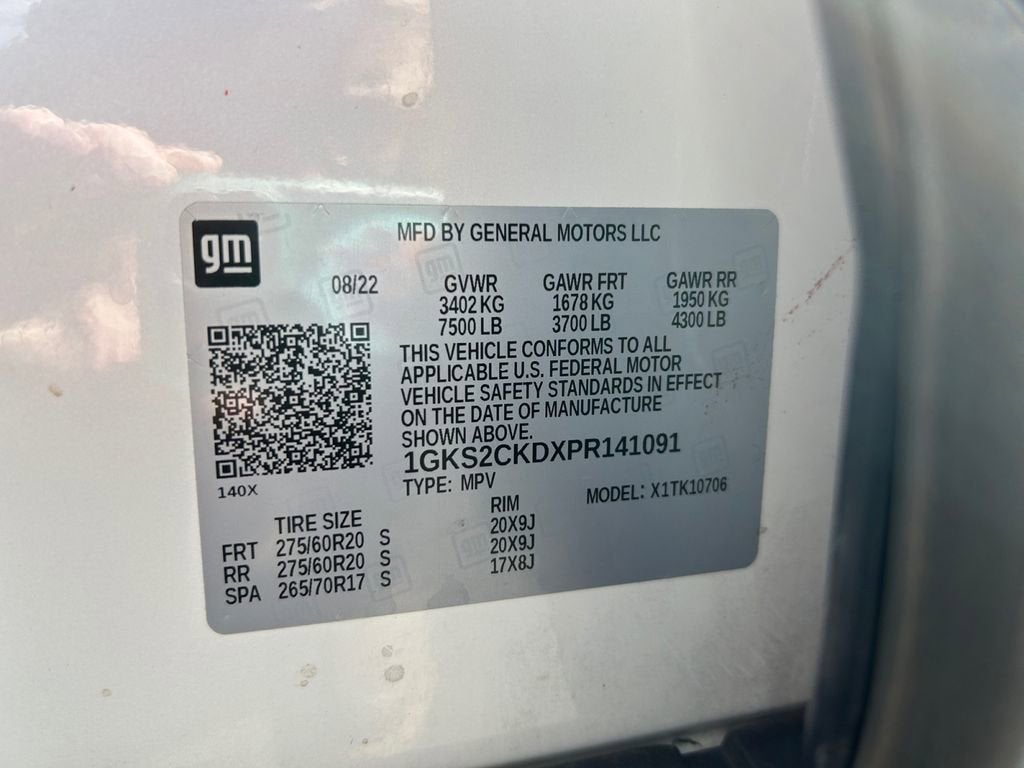 gm
MFD BY GENERAL MOTORS LLC
08/22 GVWR GAWR FRT GAWR RR
3402 KG 1678 KG 1950 KG
7500 LB 3700 LB 4300 LB
THIS VEHICLE CONFORMS TO ALL
APPLICABLE U.S. FEDERAL MOTOR
VEHICLE SAFETY STANDARDS IN EFFECT
ON THE DATE OF MANUFACTURE
SHOWN ABOVE.
1GKS2CKDXPR141091
140X
TYPE: MPV MODEL: X1TK10706
TIRE SIZE RIM
FRT 275/60R20 S 20X9J
RR 275/60R20 S 20X9J
SPA 265/70R17 S 17X8J